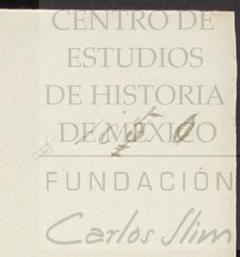 CENTRO DE
ESTUDIOS
DE HISTORIA
DE MÉXICO
FUNDACIÓN
Carlos Slim